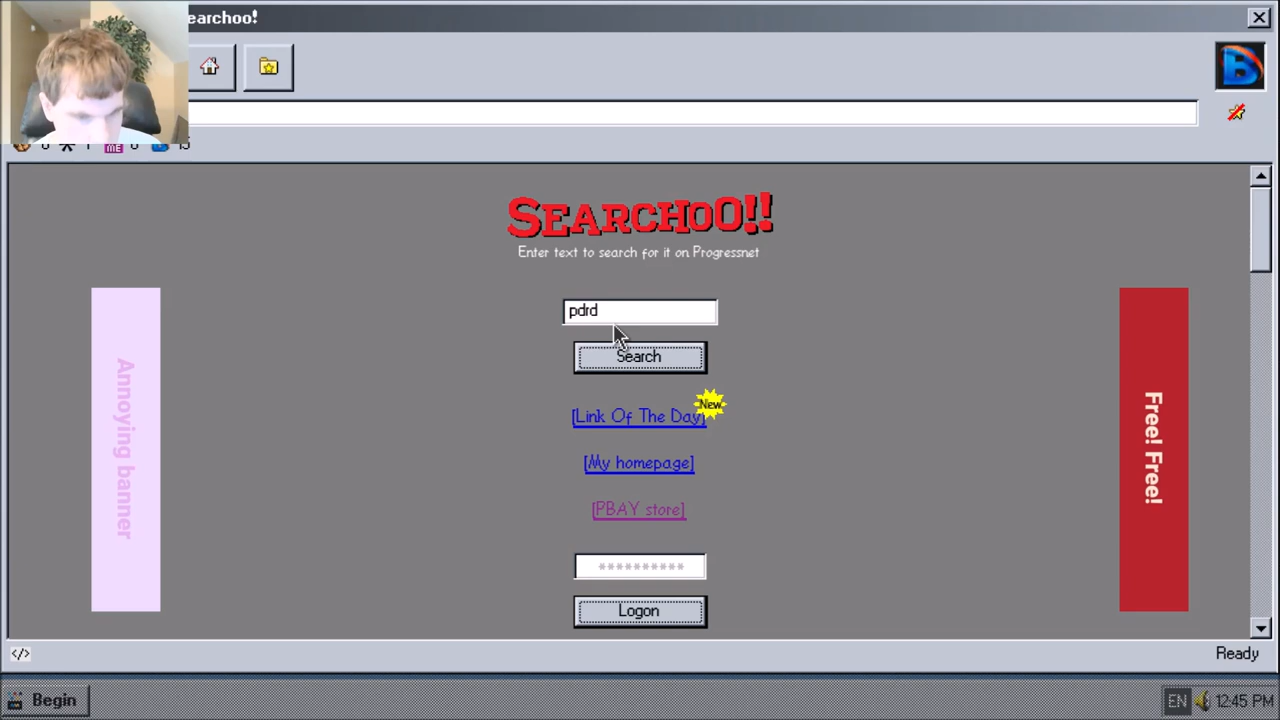 earchoo!
SEARCHOO!!
Enter text to search for it on Progressnet
pdrd
Search
New
[Link Of The Day]
[My homepage]
[PBAY store]
**********
Logon
Annoying banner
Free! Free!
</>
Ready
Begin
EN
12:45 PM